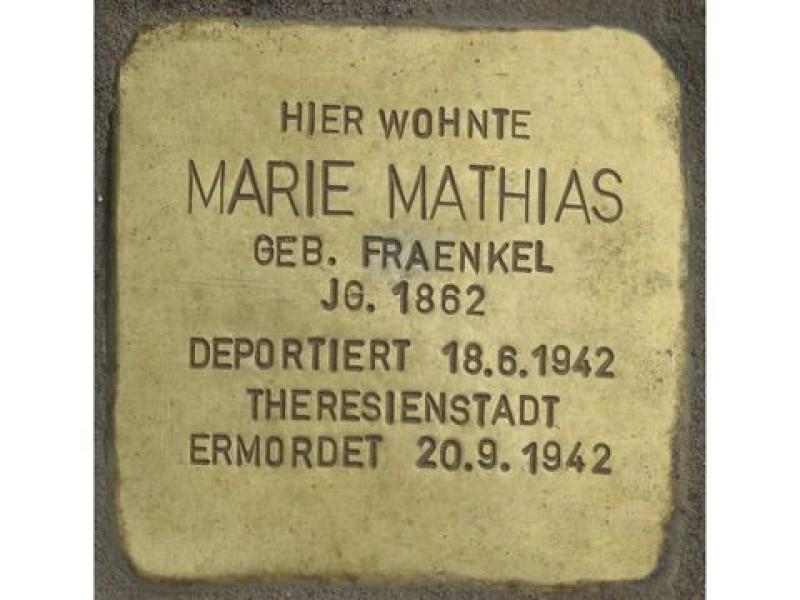 HIER WOHNTE
MARIE MATHIAS
GEB. FRAENKEL
JG. 1862
DEPORTIERT 18.6.1942
THERESIENSTADT
ERMORDET 20.9.1942